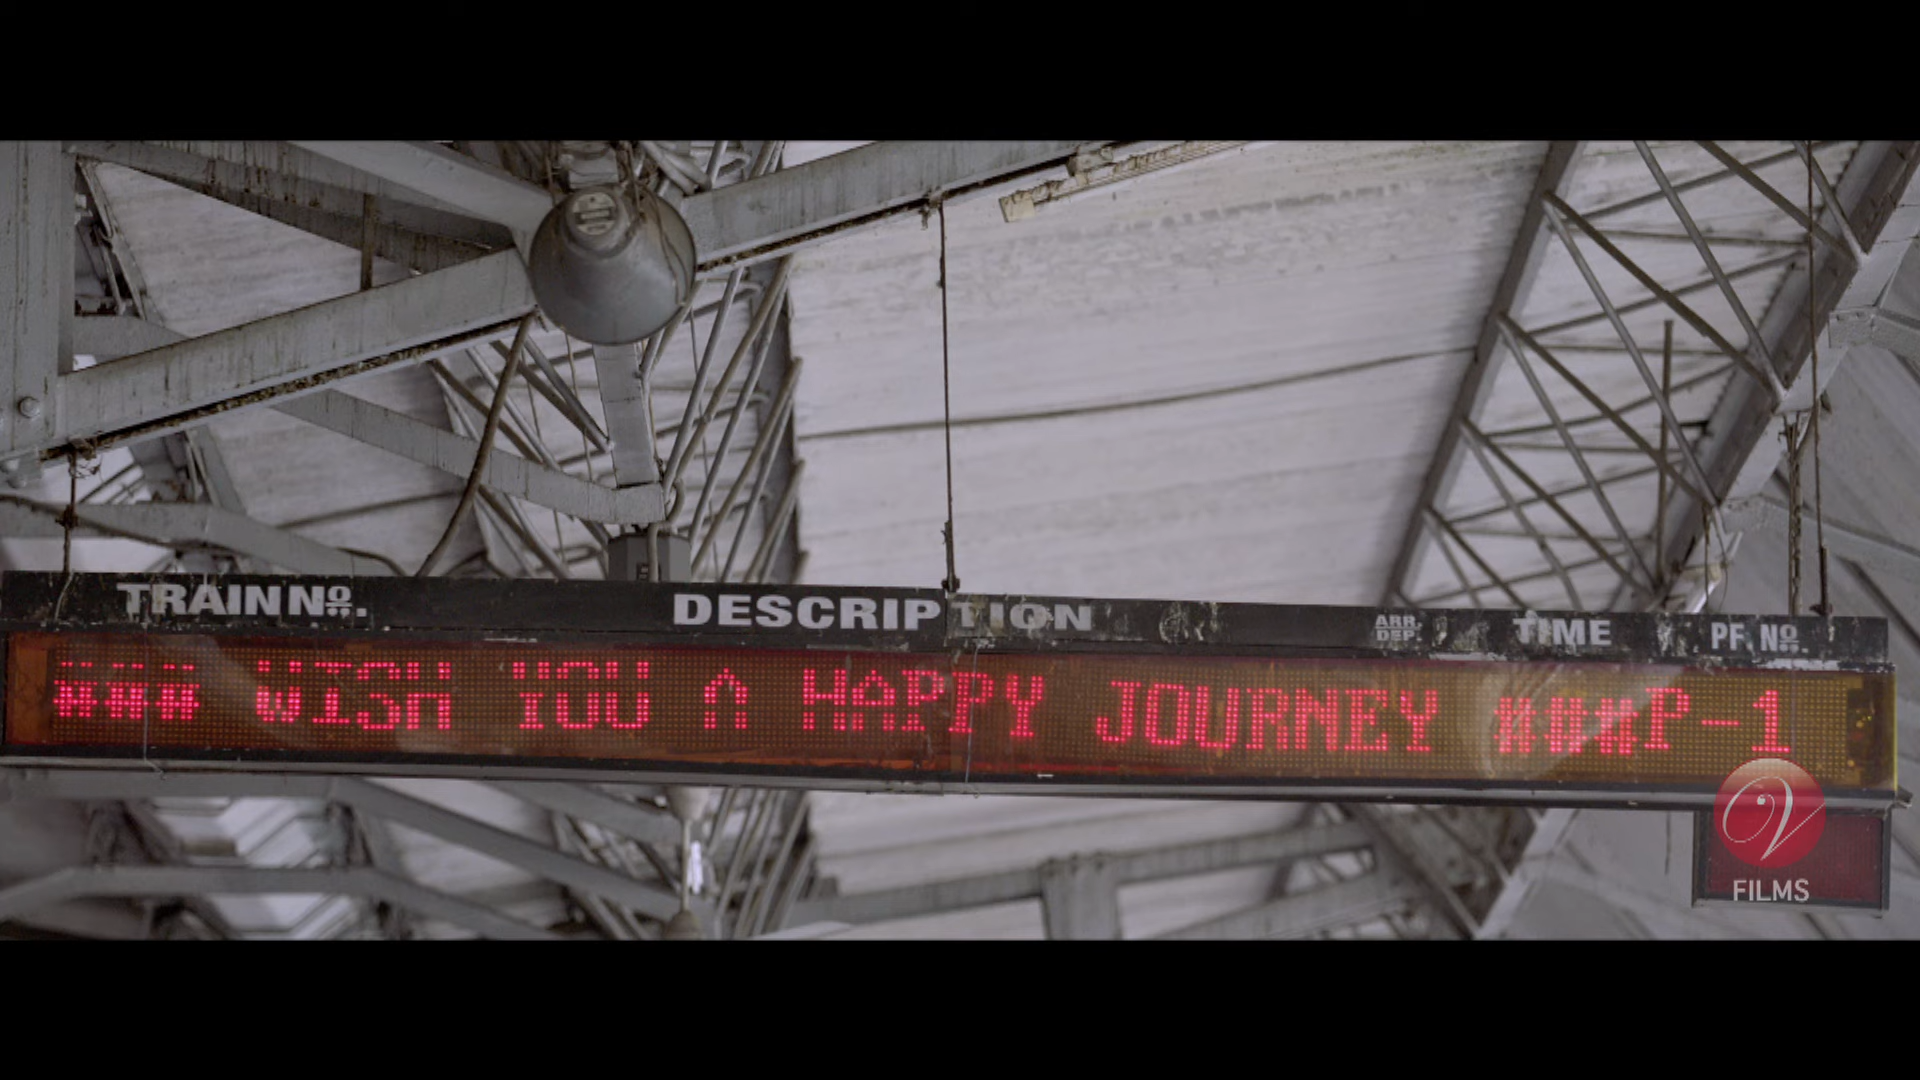 TRAIN Nº. DESCRIPTION ARR. DEP. TIME PF. Nº.
### WISH YOU A HAPPY JOURNEY ###P-1
V
FILMS